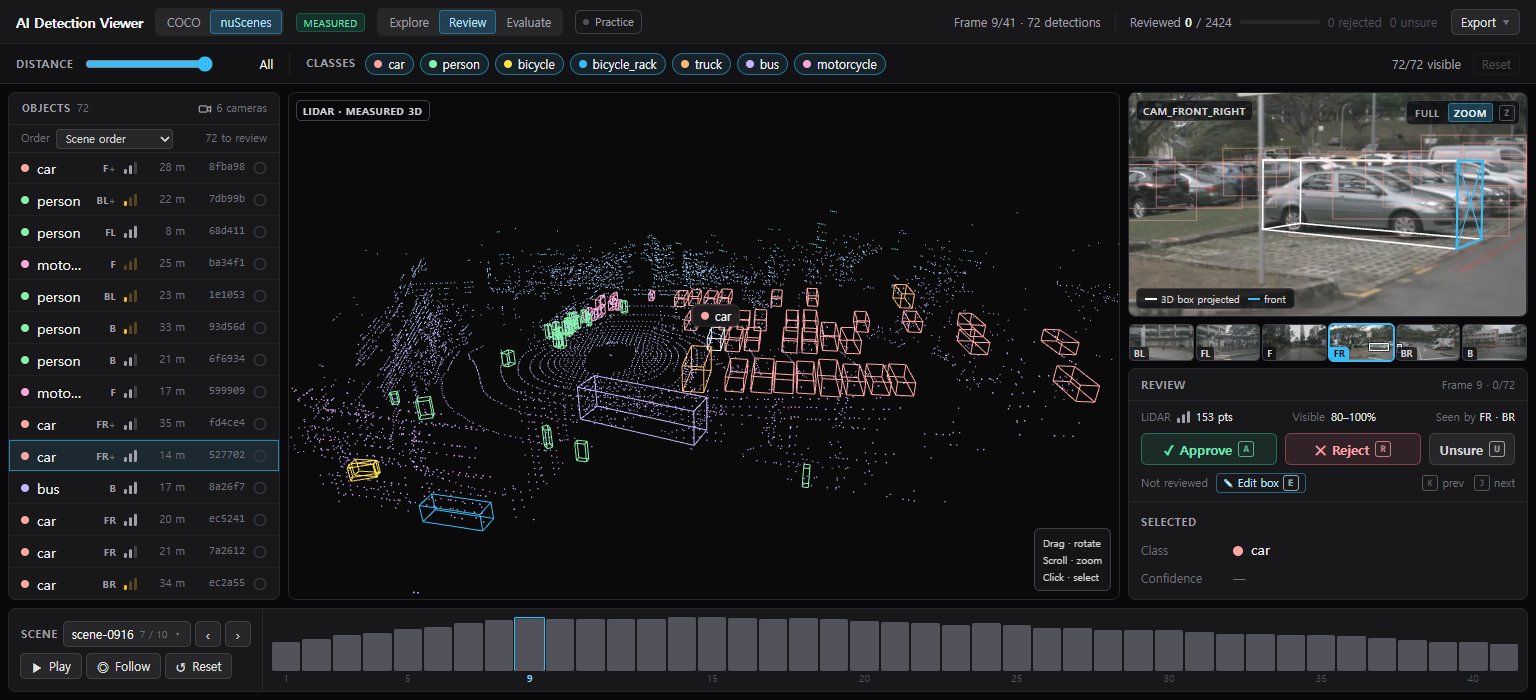 AI Detection Viewer COCO nuScenes MEASURED Explore Review Evaluate Practice Frame 9/41 · 72 detections Reviewed 0 / 2424 0 rejected 0 unsure Export
DISTANCE All CLASSES car person bicycle bicycle_rack truck bus motorcycle 72/72 visible Reset
OBJECTS 72 6 cameras
Order Scene order 72 to review
car F+ 28 m 8fba98
person BL+ 22 m 7db99b
person FL 8 m 68d411
moto... F 25 m ba34f1
person BL 23 m 1e1053
person B 33 m 93d56d
person B 21 m 6f6934
moto... F 17 m 599909
car FR+ 35 m fd4ce4
car FR+ 14 m 527702
bus B 17 m 8a26f7
car FR 20 m ec5241
car FR 21 m 7a2612
car BR 34 m ec2a55
LIDAR · MEASURED 3D
car
Drag · rotate
Scroll · zoom
Click · select
CAM_FRONT_RIGHT FULL ZOOM Z
3D box projected front
BL FL F FR BR B
REVIEW Frame 9 · 0/72
LiDAR 153 pts Visible 80–100% Seen by FR · BR
✓ Approve A ✕ Reject R Unsure U
Not reviewed Edit box E K prev J next
SELECTED
Class car
Confidence —
SCENE scene-0916 7 / 10 ‹ ›
Play Follow Reset
1 5 9 15 20 25 30 35 40